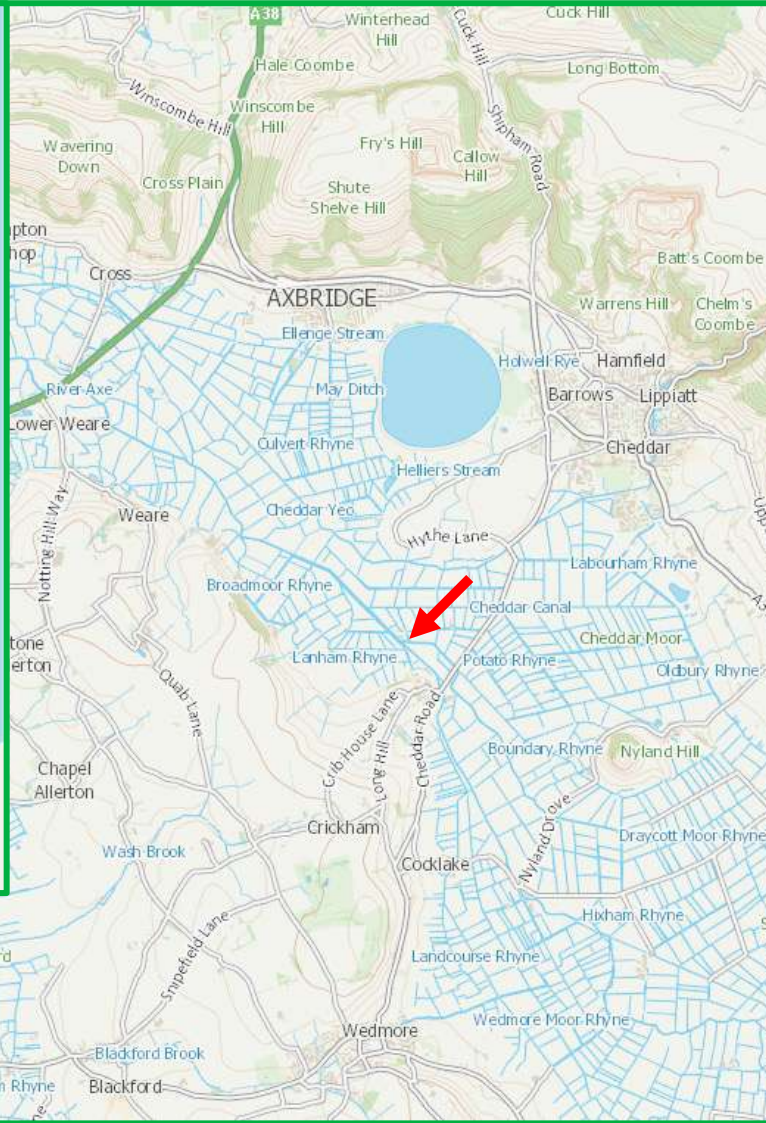 A 38
Winterhead
Hill
Cuck Hill
Cuck Hill
Hale Coombe
Long Bottom
Winscombe Hill
Winscombe
Hill
Shipham Road
Wavering
Down
Fry's Hill
Callow
Hill
Cross Plain
Shute
Shelve Hill
pton
hop
Batt's Coombe
Cross
AXBRIDGE
Warrens Hill
Chelm's
Coombe
Ellenge Stream
Holwell Rye
Hamfield
River Axe
May Ditch
Barrows
Lippiatt
Lower Weare
Culvert Rhyne
Cheddar
Helliers Stream
Notting Hill Way
Weare
Cheddar Yeo
Upp
Hythe Lane
Labourham Rhyne
Broadmoor Rhyne
A3
Cheddar Canal
tone
erton
Cheddar Moor
Lanham Rhyne
Potato Rhyne
Oldbury Rhyne
Quab Lane
Crib House Lane
Long Hill
Cheddar Road
Boundary Rhyne
Nyland Hill
Chapel
Allerton
Nyland Drove
Crickham
Draycott Moor Rhyne
Wash Brook
Cocklake
Hixham Rhyne
Snipefield Lane
S
rd
Landcourse Rhyne
Wedmore Moor Rhyne
Wedmore
Blackford Brook
m Rhyne
Blackford
ne